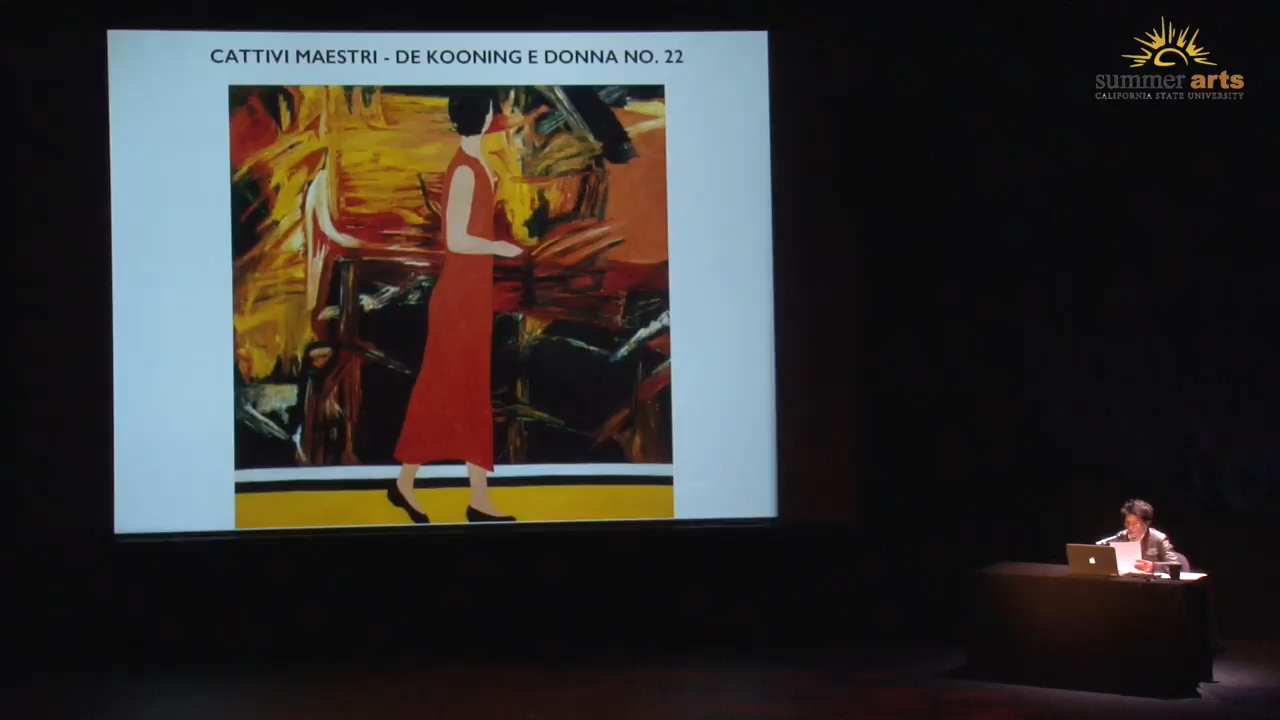 CATTIVI MAESTRI - DE KOONING E DONNA NO. 22
summer arts
CALIFORNIA STATE UNIVERSITY